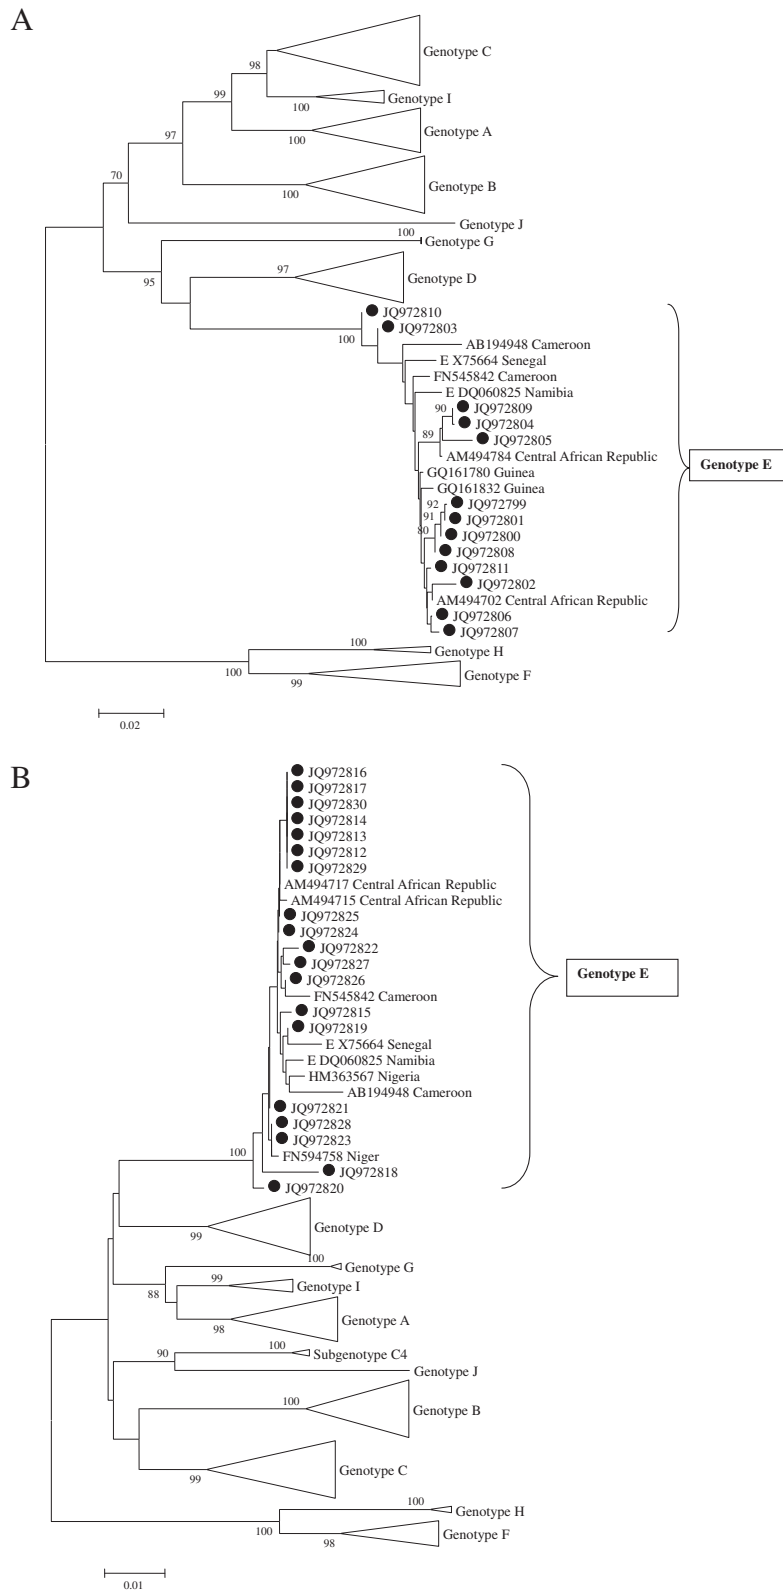 A
Genotype C
98
Genotype I
100
99
Genotype A
100
97
Genotype B
100
70
Genotype J
100
Genotype G
95
97
Genotype D
JQ972810
JQ972803
100
AB194948 Cameroon
E X75664 Senegal
FN545842 Cameroon
E DQ060825 Namibia
90
JQ972809
JQ972804
89
JQ972805
AM494784 Central African Republic
Genotype E
GQ161780 Guinea
GQ161832 Guinea
92
JQ972799
91
JQ972801
80
JQ972800
JQ972808
JQ972811
JQ972802
AM494702 Central African Republic
JQ972806
JQ972807
100
Genotype H
100
Genotype F
99
0.02
B
JQ972816
JQ972817
JQ972830
JQ972814
JQ972813
JQ972812
JQ972829
AM494717 Central African Republic
AM494715 Central African Republic
JQ972825
JQ972824
JQ972822
JQ972827
Genotype E
JQ972826
FN545842 Cameroon
JQ972815
JQ972819
E X75664 Senegal
E DQ060825 Namibia
HM363567 Nigeria
AB194948 Cameroon
JQ972821
JQ972828
JQ972823
100
FN594758 Niger
JQ972818
JQ972820
Genotype D
99
100
Genotype G
99
88
Genotype I
Genotype A
98
100
90
Subgenotype C4
Genotype J
100
Genotype B
Genotype C
99
100
Genotype H
100
Genotype F
98
0.01